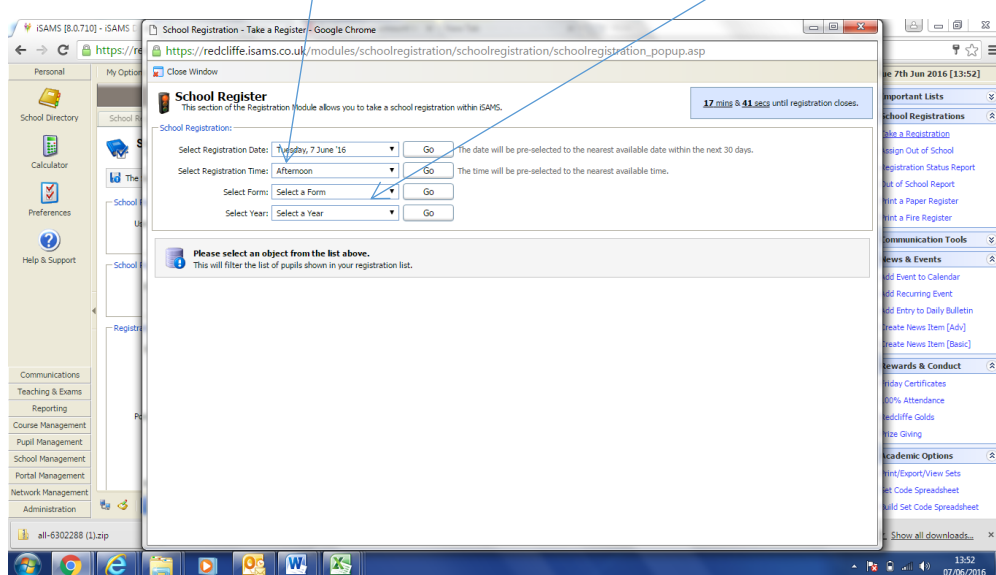 iSAMS [8.0.710] - iSAMS
School Registration - Take a Register - Google Chrome
https://re
https://redcliffe.isams.co.uk/modules/schoolregistration/schoolregistration_popup.asp
Personal
My Option
Close Window
ue 7th Jun 2016 [13:52]
School Directory
Calculator
Preferences
Help & Support
Communications
Teaching & Exams
Reporting
Course Management
Pupil Management
School Management
Portal Management
Network Management
Administration
School Re
The
School R
School R
Registra
School Register
This section of the Registration Module allows you to take a school registration within iSAMS.
17 mins & 41 secs until registration closes.
School Registration:
Select Registration Date: Tuesday, 7 June '16 Go The date will be pre-selected to the nearest available date within the next 30 days.
Select Registration Time: Afternoon Go The time will be pre-selected to the nearest available time.
Select Form: Select a Form Go
Select Year: Select a Year Go
Please select an object from the list above.
This will filter the list of pupils shown in your registration list.
mportant Lists
chool Registrations
ake a Registration
ssign Out of School
egistration Status Report
ut of School Report
rint a Paper Register
rint a Fire Register
ommunication Tools
ews & Events
dd Event to Calendar
dd Recurring Event
dd Entry to Daily Bulletin
reate News Item [Adv]
reate News Item [Basic]
ewards & Conduct
riday Certificates
00% Attendance
edcliffe Golds
rize Giving
cademic Options
rint/Export/View Sets
et Code Spreadsheet
uild Set Code Spreadsheet
all-6302288 (1).zip
Show all downloads...
13:52
07/06/2016